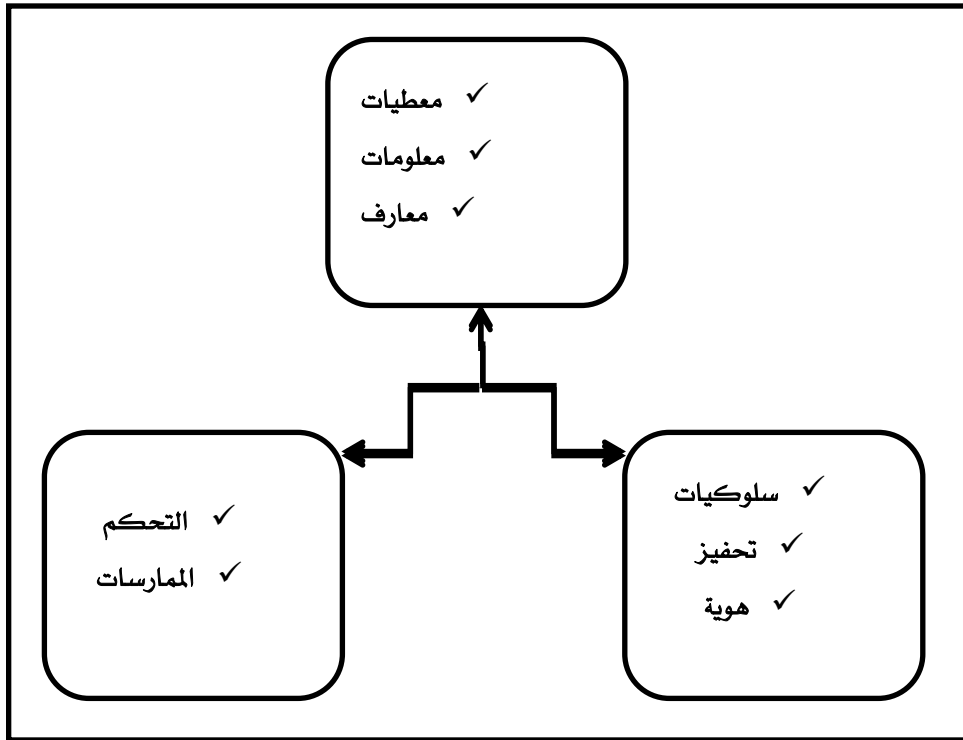 ✓ معطيات
✓ معلومات
✓ معارف
✓ سلوكيات
✓ تحفيز
✓ هوية
✓ التحكم
✓ الممارسات